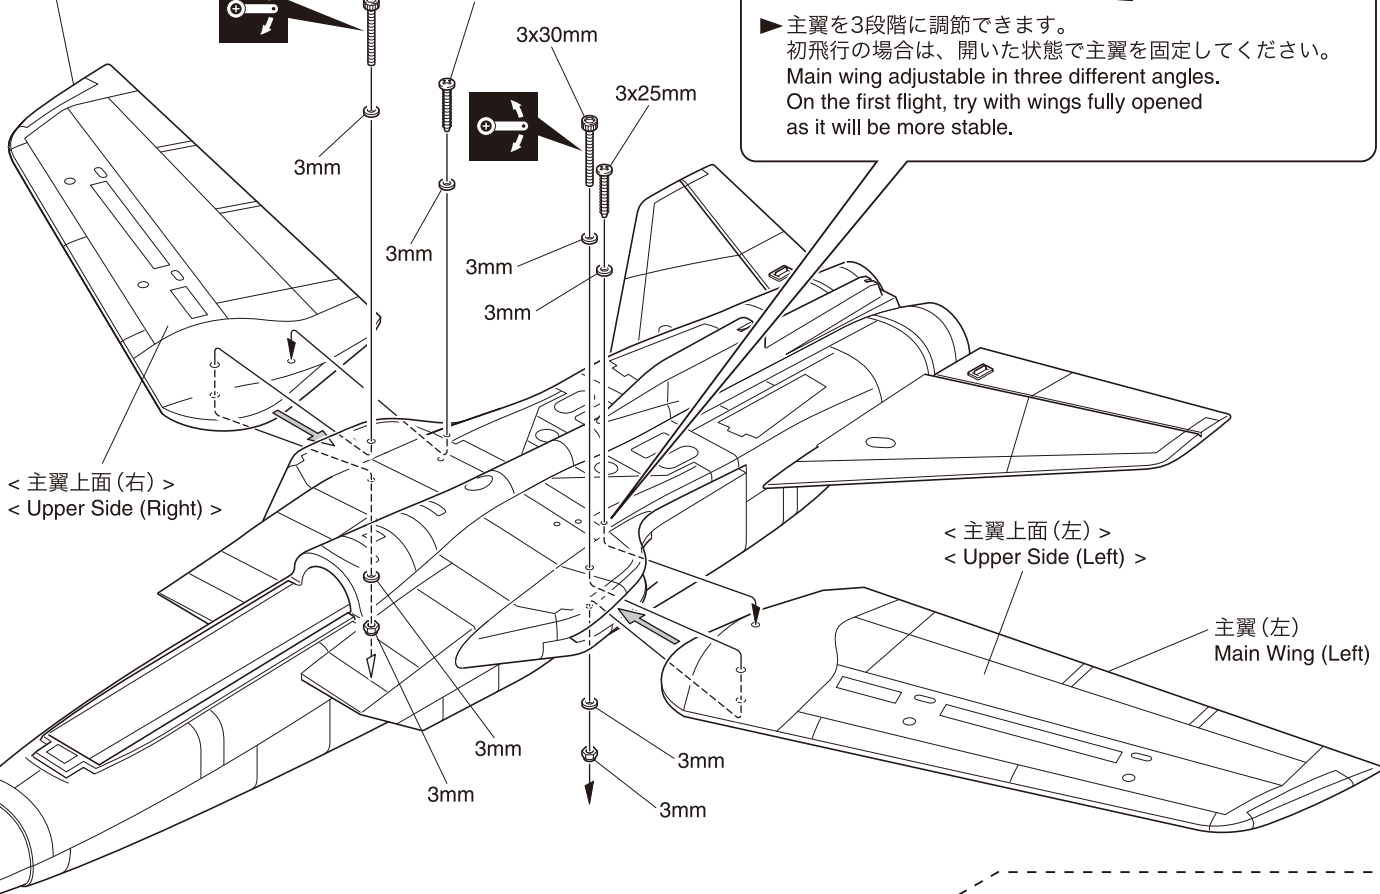 3x30mm
3x25mm
▶主翼を3段階に調節できます。
初飛行の場合は、開いた状態で主翼を固定してください。
Main wing adjustable in three different angles.
On the first flight, try with wings fully opened
as it will be more stable.
3mm
3mm
3mm
3mm
< 主翼上面（右）>
< Upper Side (Right) >
< 主翼上面（左）>
< Upper Side (Left) >
主翼（左）
Main Wing (Left)
3mm
3mm
3mm
3mm